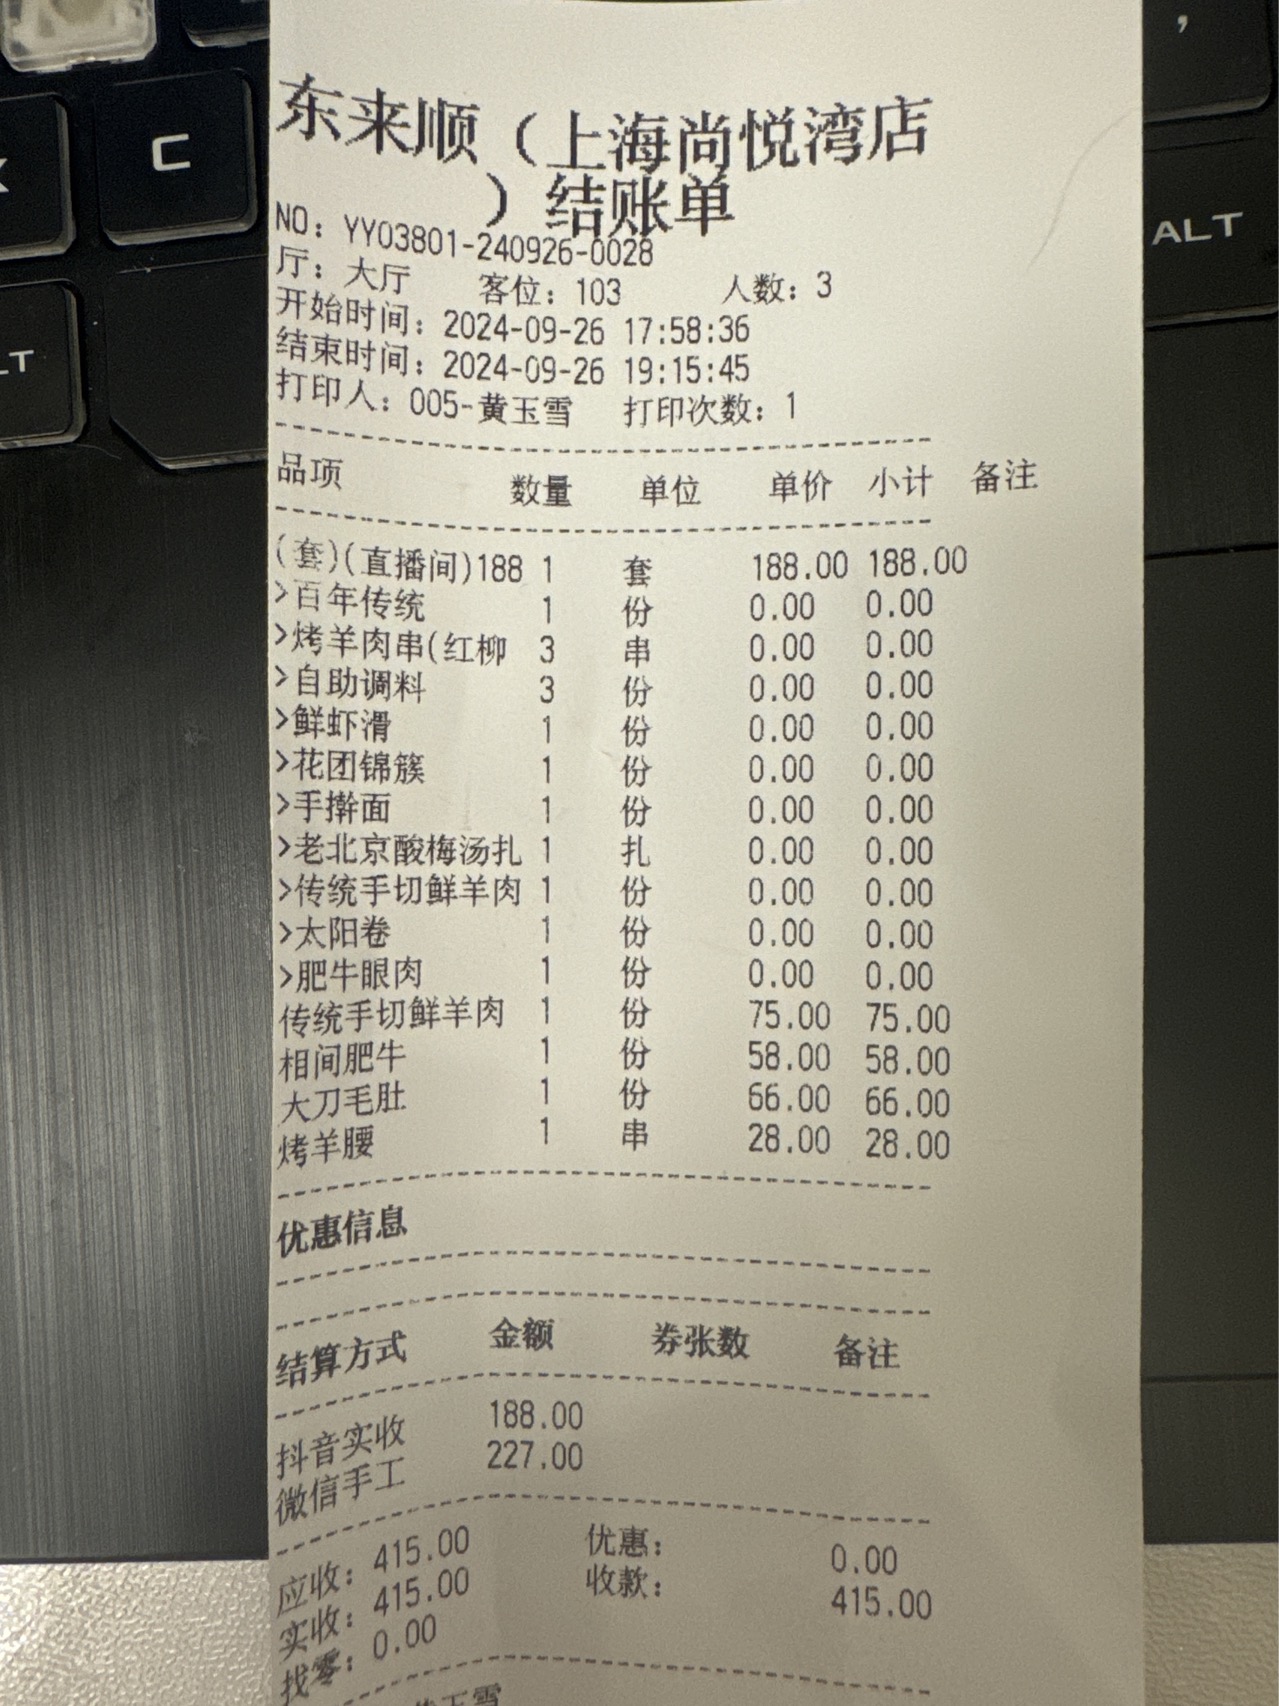 C
ALT
东来顺（上海尚悦湾店
）结账单
NO：YY03801-240926-0028
厅：大厅 客位：103 人数：3
开始时间：2024-09-26 17:58:36
结束时间：2024-09-26 19:15:45
打印人：005-黄玉雪 打印次数：1
品项 数量 单位 单价 小计 备注
(套)(直播间)188 1 套 188.00 188.00
>百年传统 1 份 0.00 0.00
>烤羊肉串(红柳 3 串 0.00 0.00
>自助调料 3 份 0.00 0.00
>鲜虾滑 1 份 0.00 0.00
>花团锦簇 1 份 0.00 0.00
>手擀面 1 份 0.00 0.00
>老北京酸梅汤扎 1 扎 0.00 0.00
>传统手切鲜羊肉 1 份 0.00 0.00
>太阳卷 1 份 0.00 0.00
>肥牛眼肉 1 份 0.00 0.00
传统手切鲜羊肉 1 份 75.00 75.00
相间肥牛 1 份 58.00 58.00
大刀毛肚 1 份 66.00 66.00
烤羊腰 1 串 28.00 28.00
优惠信息
结算方式 金额 券张数 备注
抖音实收 188.00
微信手工 227.00
应收：415.00 优惠： 0.00
实收：415.00 收款： 415.00
找零：0.00